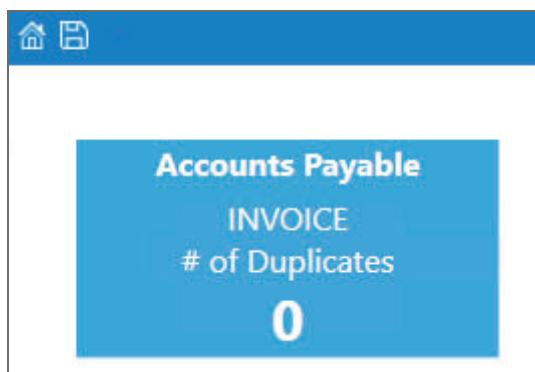 Accounts Payable
INVOICE
# of Duplicates
0